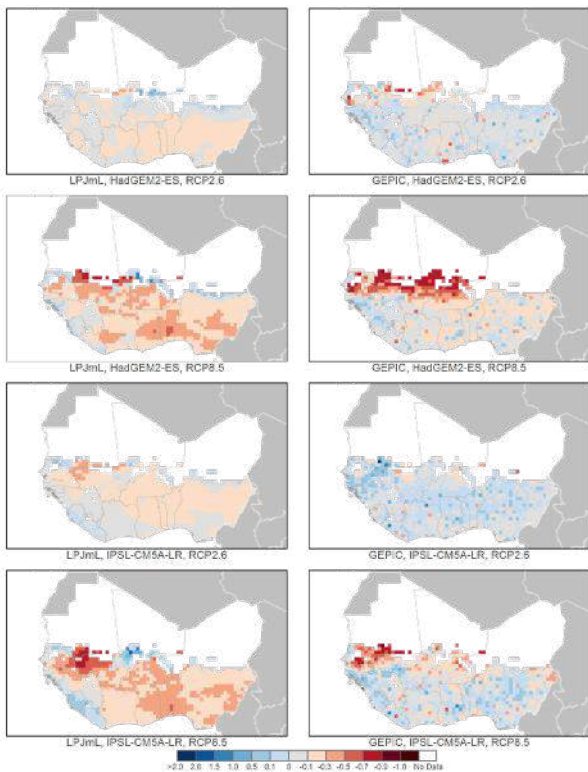 LPJmL, HadGEM2-ES, RCP2.6
GEPIC, HadGEM2-ES, RCP2.6
LPJmL, HadGEM2-ES, RCP8.5
GEPIC, HadGEM2-ES, RCP8.5
LPJmL, IPSL-CM5A-LR, RCP2.6
GEPIC, IPSL-CM5A-LR, RCP2.6
LPJmL, IPSL-CM5A-LR, RCP8.5
GEPIC, IPSL-CM5A-LR, RCP8.5
>2.0 2.0 1.5 1.0 0.5 0.1 0 -0.1 -0.3 -0.5 -0.7 -0.9 -1.0 No Data